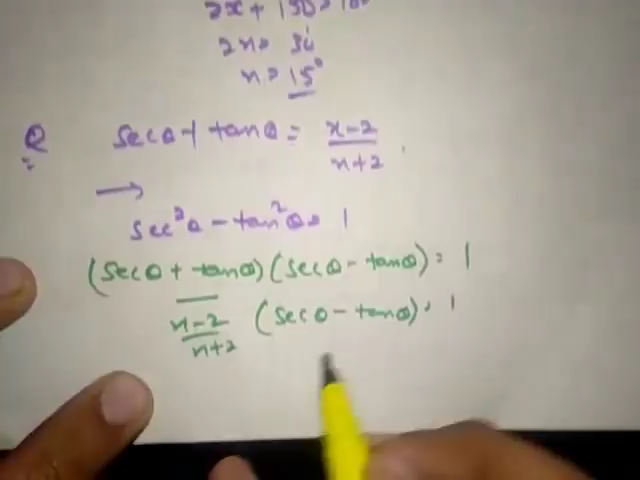 2x + 150 = 180
2x = 30
x = 15°
Q secθ + tanθ = x-2/x+2
→
sec²θ - tan²θ = 1
(secθ + tanθ)(secθ - tanθ) = 1
x-2/x+2 (secθ - tanθ) = 1